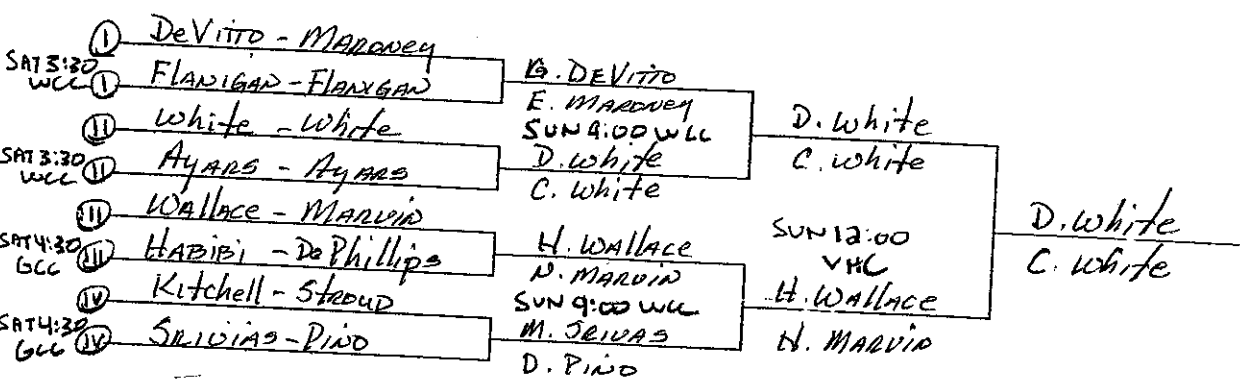 I DeVitto - Maroney
SAT 3:30
WCC
I Flanigan - Flanigan
G. DeVitto
E. Maroney
II White - White
SUN 9:00 WCC
SAT 3:30
WCC
II Ayars - Ayars
D. White
C. White
D. White
C. White
III Wallace - Marvin
SAT 4:30
GCC
III Habibi - DePhillips
H. Wallace
N. Marvin
IV Kitchell - Stroud
SUN 9:00 WCC
SAT 4:30
GCC
IV Srivias - Pino
M. Srivas
D. Pino
SUN 12:00
VHC
H. Wallace
N. Marvin
D. White
C. White